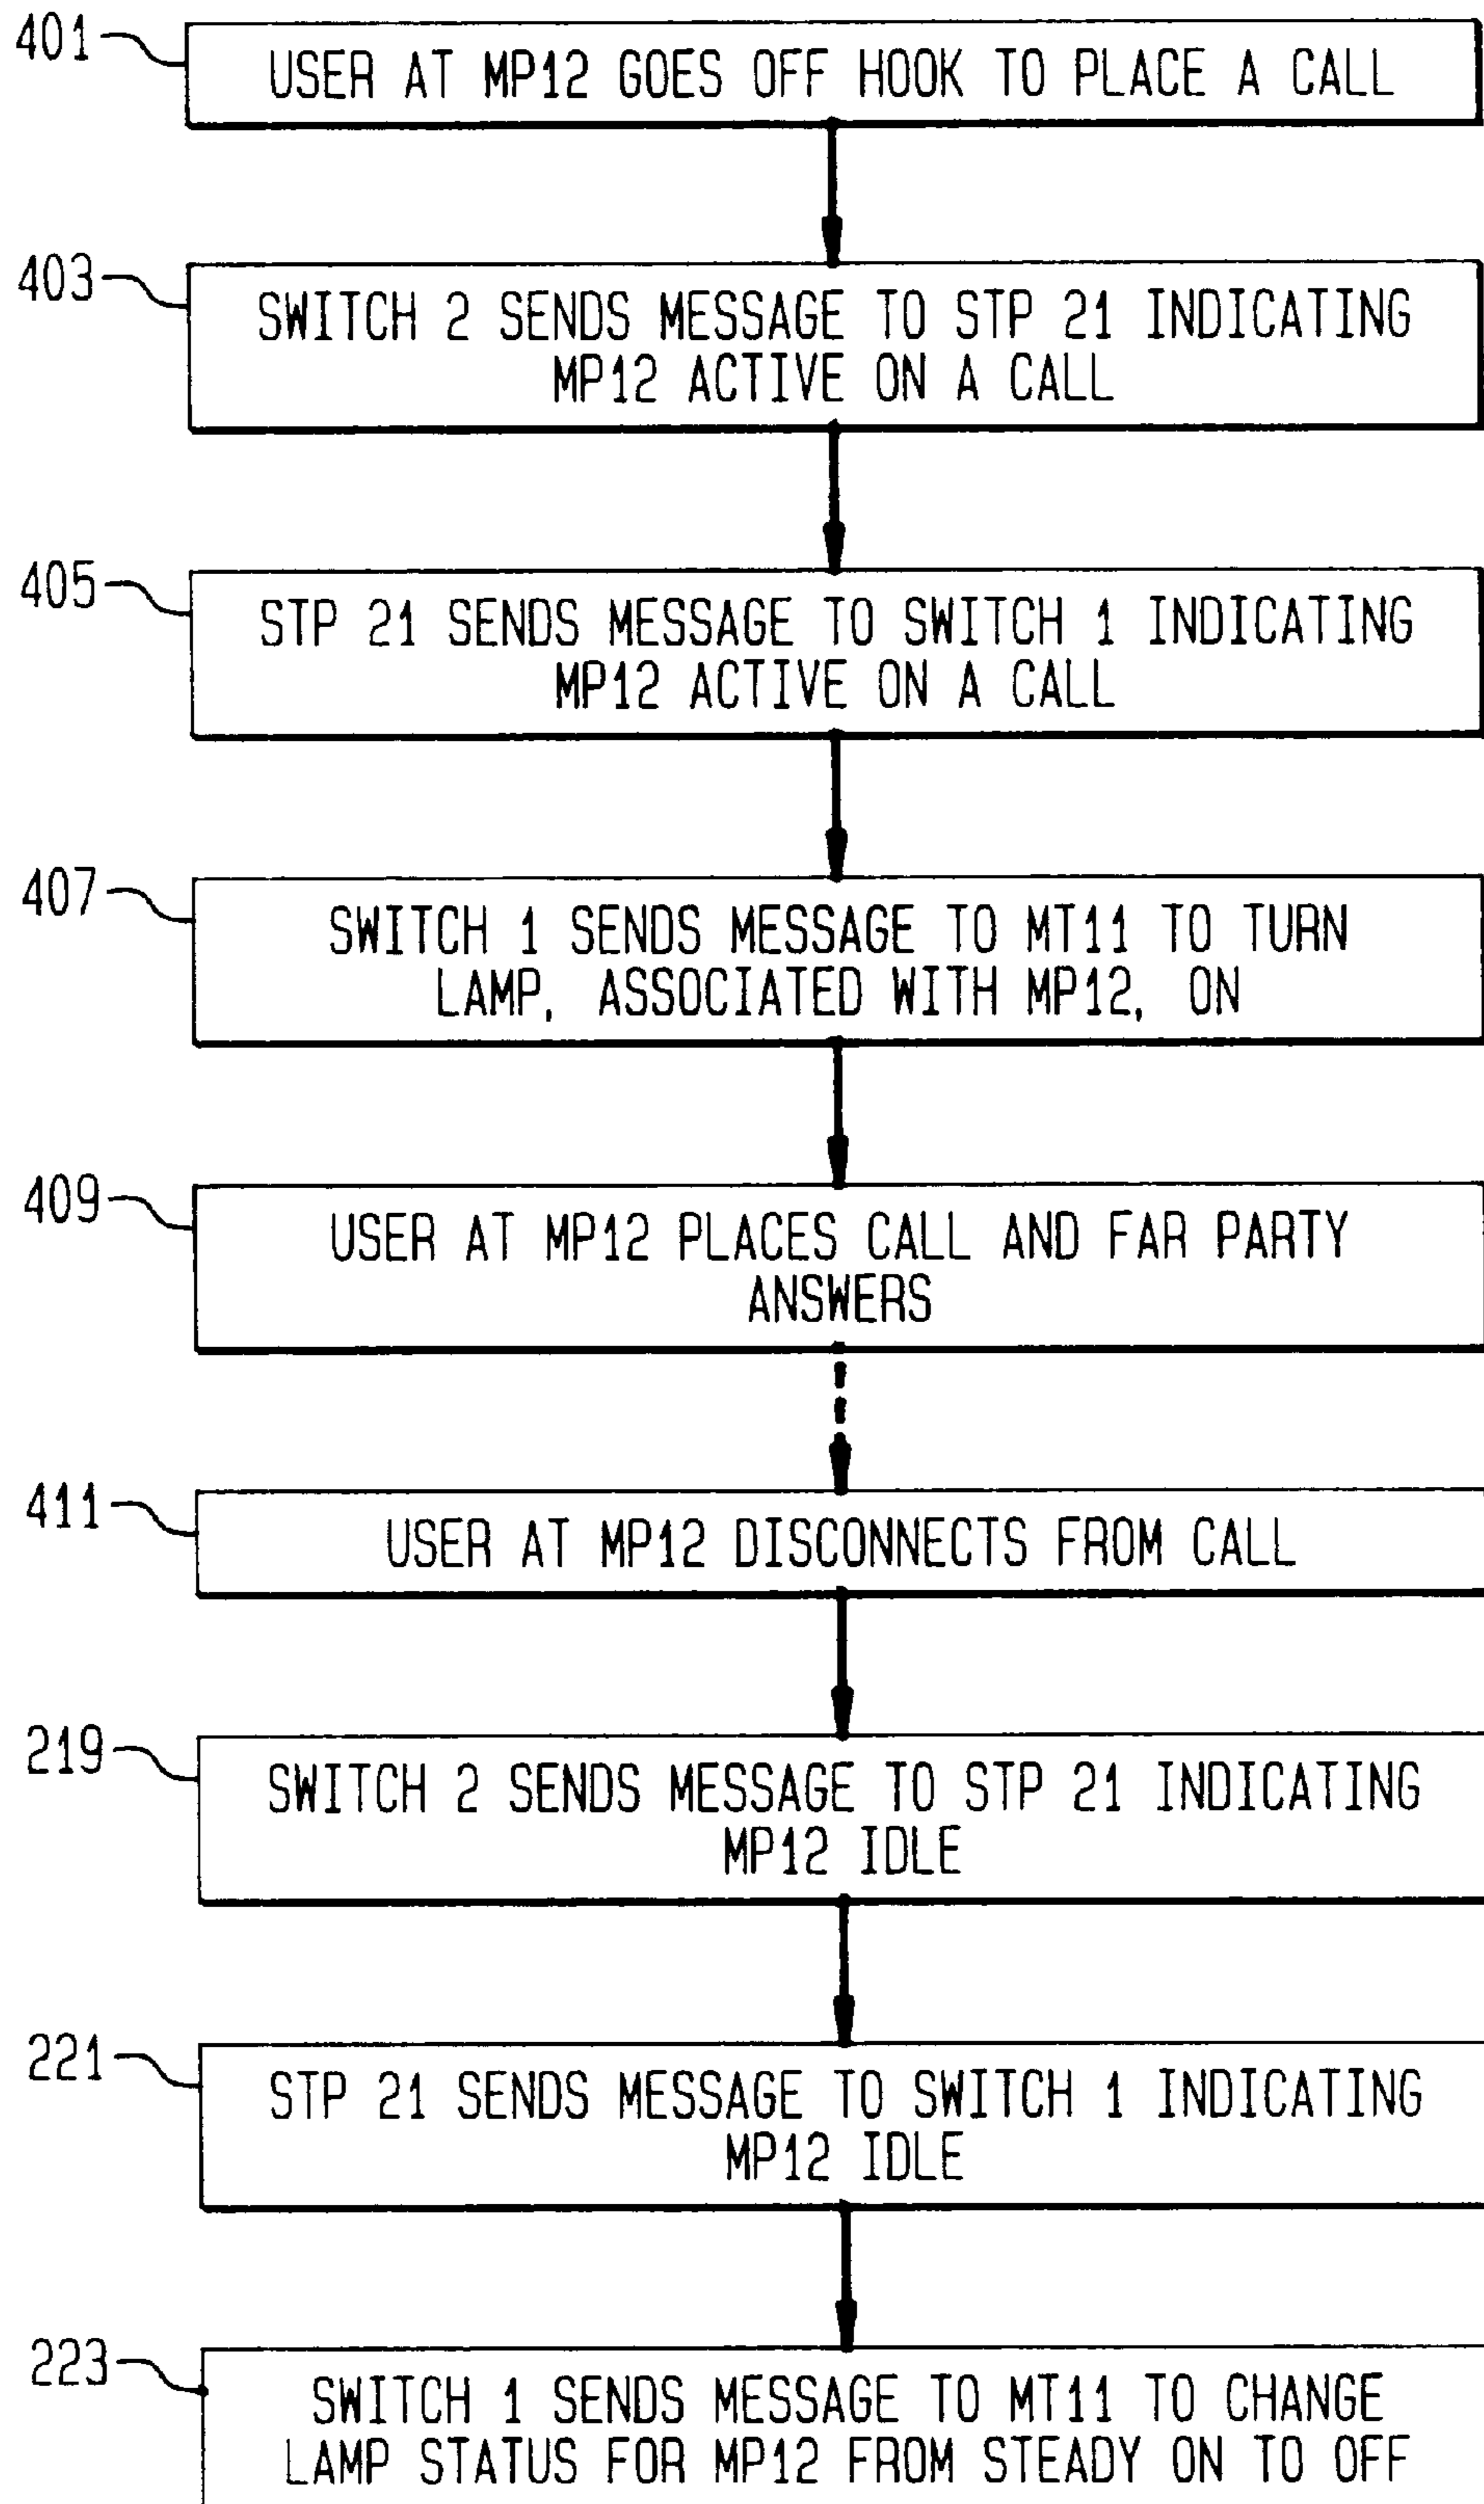 401
USER AT MP12 GOES OFF HOOK TO PLACE A CALL
403
SWITCH 2 SENDS MESSAGE TO STP 21 INDICATING
MP12 ACTIVE ON A CALL
405
STP 21 SENDS MESSAGE TO SWITCH 1 INDICATING
MP12 ACTIVE ON A CALL
407
SWITCH 1 SENDS MESSAGE TO MT11 TO TURN
LAMP, ASSOCIATED WITH MP12, ON
409
USER AT MP12 PLACES CALL AND FAR PARTY
ANSWERS
411
USER AT MP12 DISCONNECTS FROM CALL
219
SWITCH 2 SENDS MESSAGE TO STP 21 INDICATING
MP12 IDLE
221
STP 21 SENDS MESSAGE TO SWITCH 1 INDICATING
MP12 IDLE
223
SWITCH 1 SENDS MESSAGE TO MT11 TO CHANGE
LAMP STATUS FOR MP12 FROM STEADY ON TO OFF